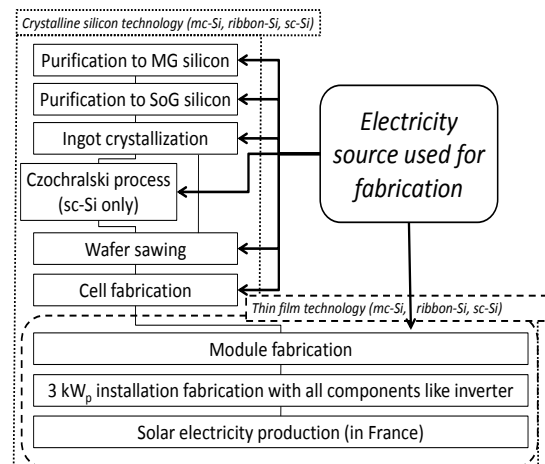 Crystalline silicon technology (mc-Si, ribbon-Si, sc-Si)
Purification to MG silicon
Purification to SoG silicon
Ingot crystallization
Czochralski process
(sc-Si only)
Wafer sawing
Cell fabrication
Electricity
source used for
fabrication
Thin film technology (mc-Si, ribbon-Si, sc-Si)
Module fabrication
3 kWp installation fabrication with all components like inverter
Solar electricity production (in France)